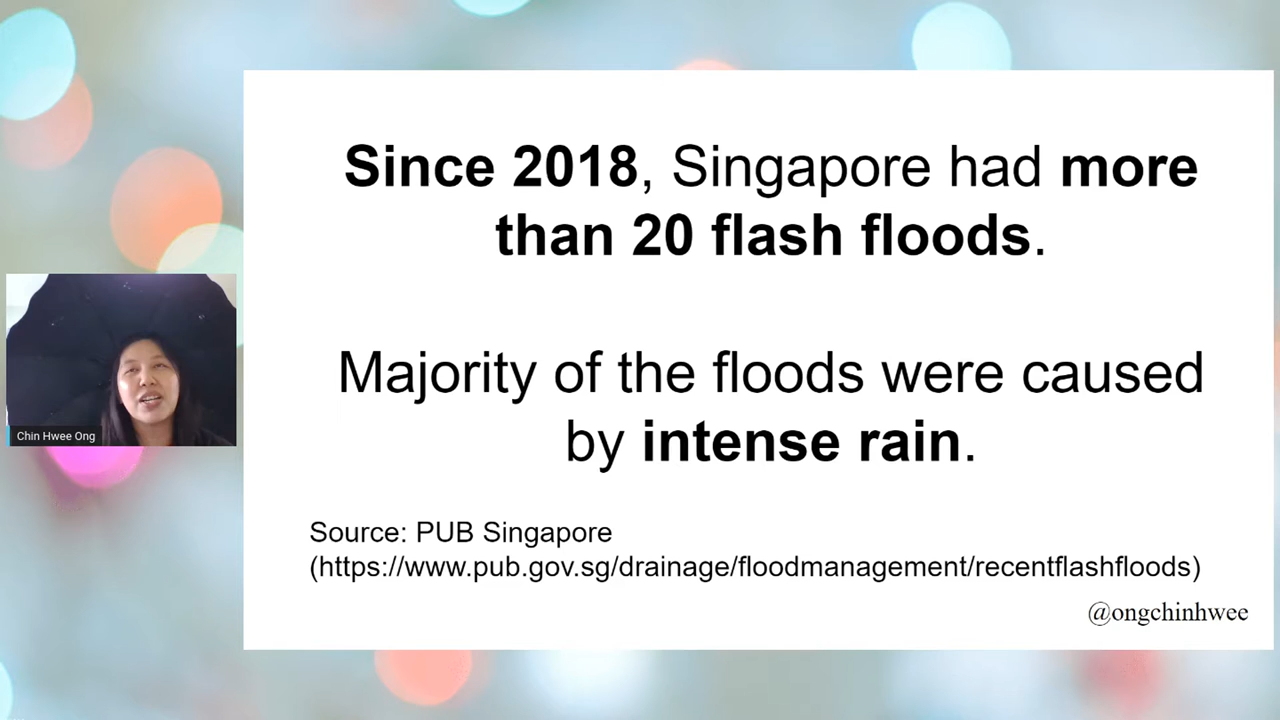 Since 2018, Singapore had more
than 20 flash floods.
Majority of the floods were caused
by intense rain.
Source: PUB Singapore
(https://www.pub.gov.sg/drainage/floodmanagement/recentflashfloods)
@ongchinhwee
Chin Hwee Ong